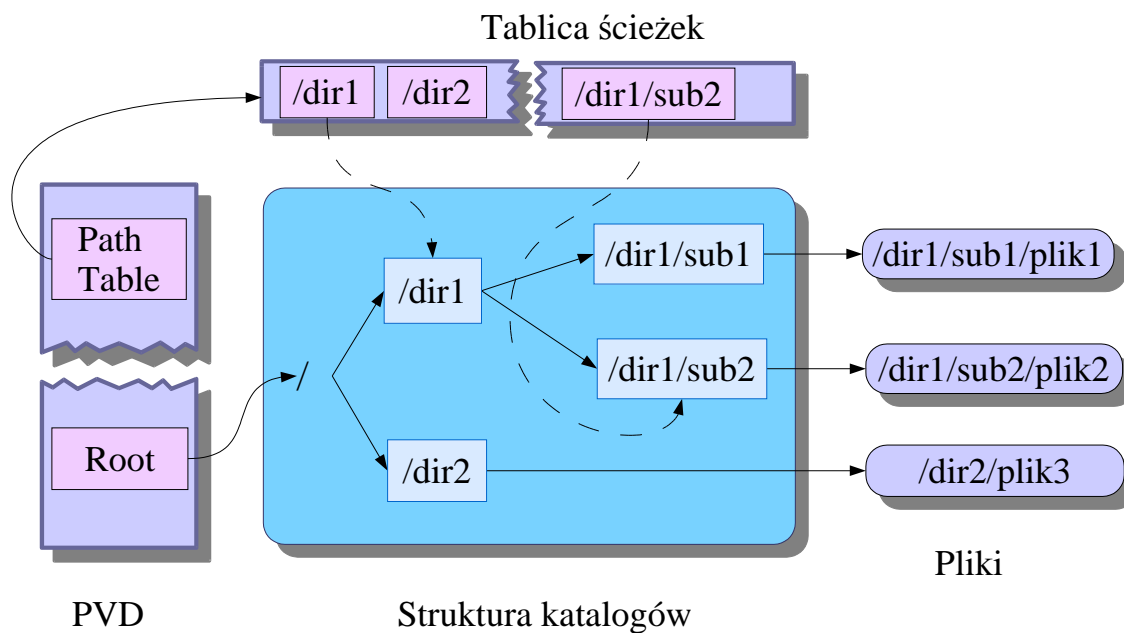 Tablica ścieżek
/dir1
/dir2
/dir1/sub2
Path
Table
Root
/
/dir1
/dir2
/dir1/sub1
/dir1/sub2
/dir1/sub1/plik1
/dir1/sub2/plik2
/dir2/plik3
Pliki
PVD
Struktura katalogów